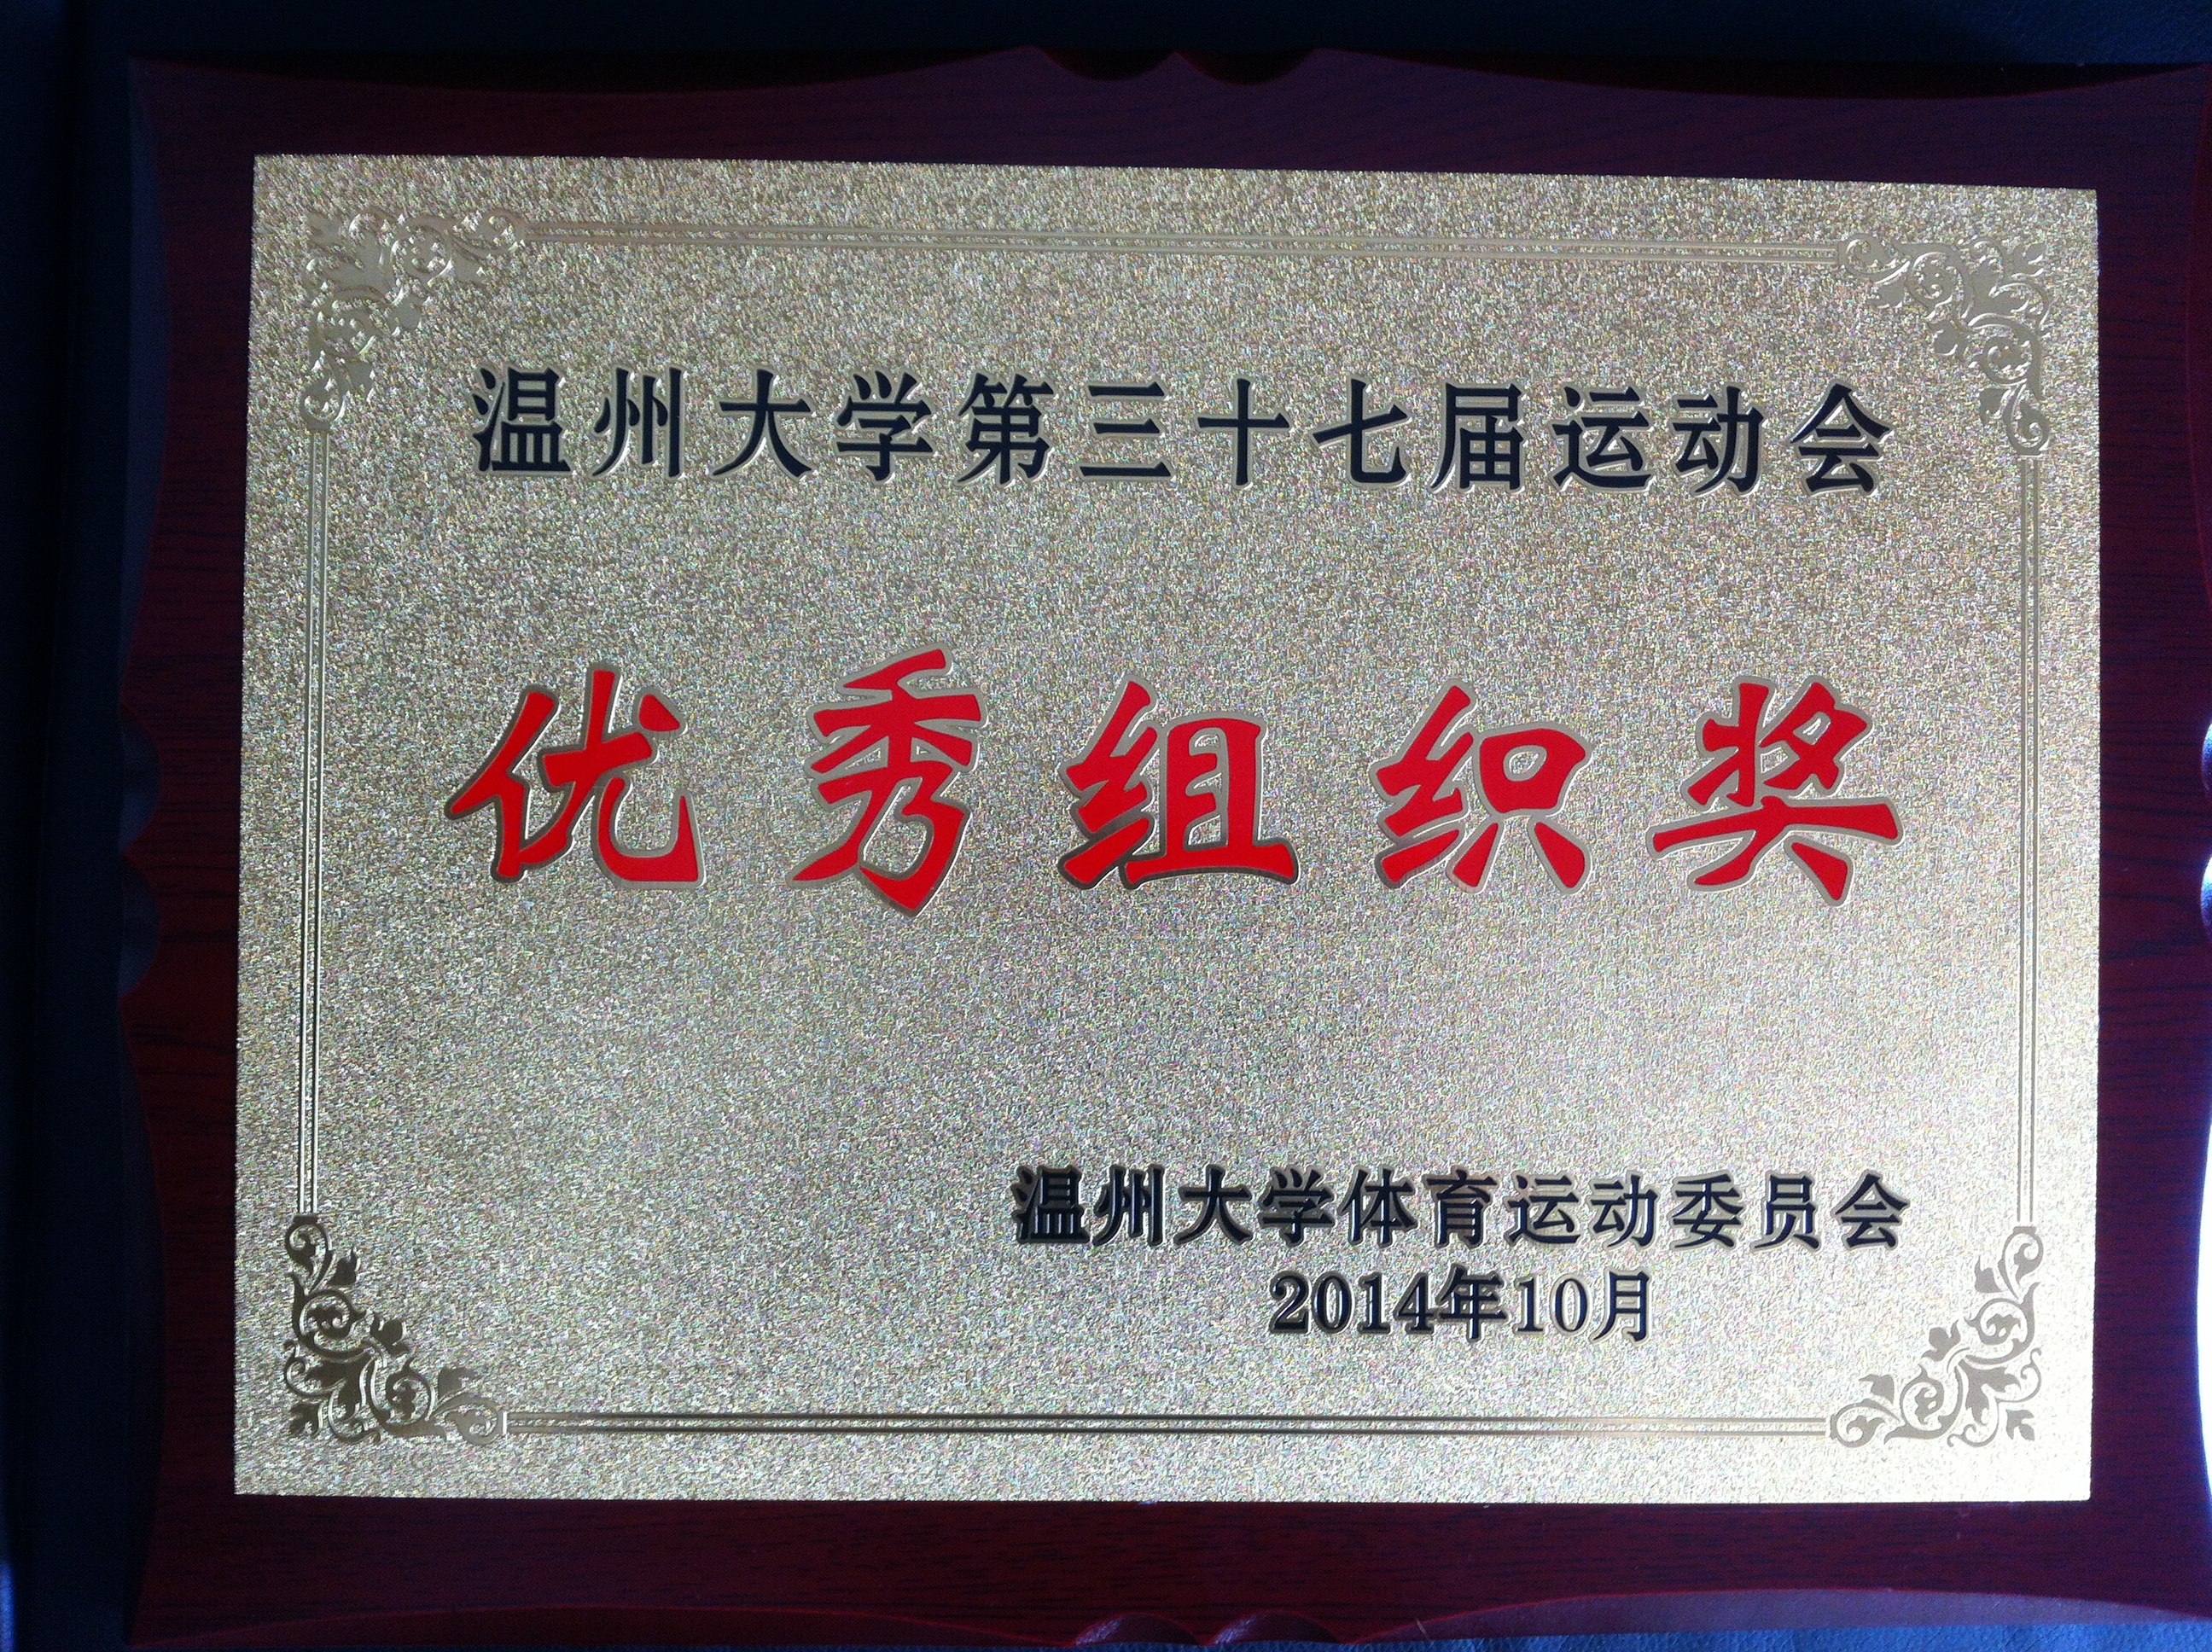 温州大学第三十七届运动会
优秀组织奖
温州大学体育运动委员会
2014年10月